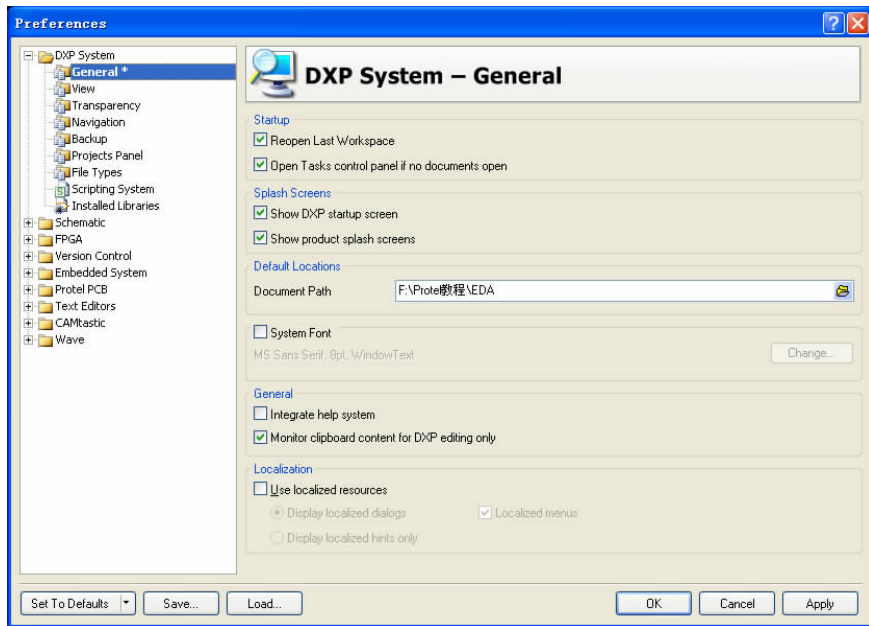 Preferences
DXP System
General *
View
Transparency
Navigation
Backup
Projects Panel
File Types
Scripting System
Installed Libraries
Schematic
FPGA
Version Control
Embedded System
Protel PCB
Text Editors
CAMtastic
Wave
DXP System – General
Startup
Reopen Last Workspace
Open Tasks control panel if no documents open
Splash Screens
Show DXP startup screen
Show product splash screens
Default Locations
Document Path
F:\Protel教程\EDA
System Font
MS Sans Serif, 8pt, WindowText
Change...
General
Integrate help system
Monitor clipboard content for DXP editing only
Localization
Use localized resources
Display localized dialogs
Localized menus
Display localized hints only
Set To Defaults
Save...
Load...
OK
Cancel
Apply